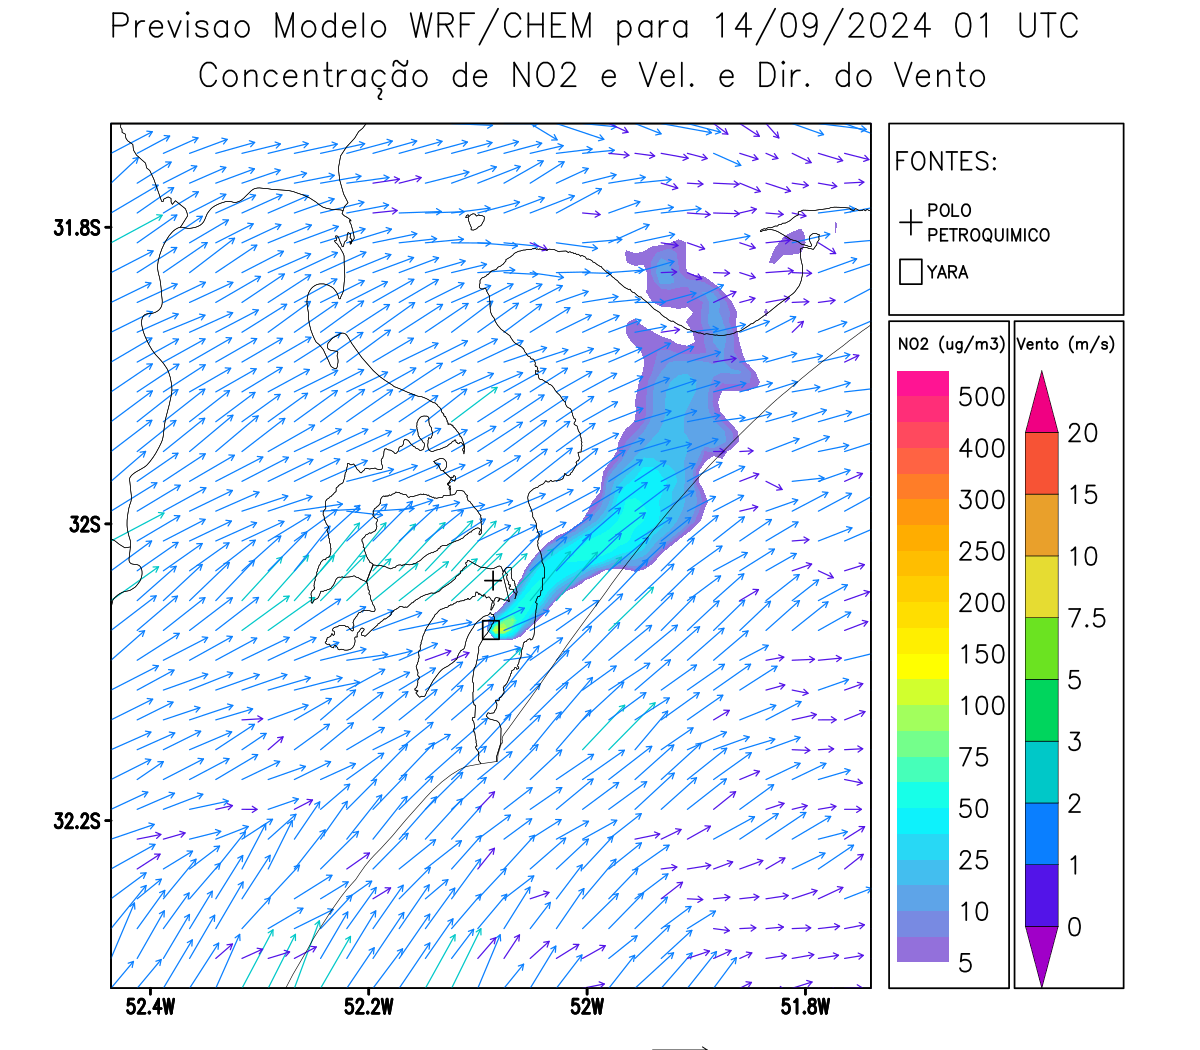 Previsao Modelo WRF/CHEM para 14/09/2024 01 UTC
Concentração de NO2 e Vel. e Dir. do Vento
FONTES:
POLO
PETROQUIMICO
YARA
NO2 (ug/m3)
500
400
300
250
200
150
100
75
50
25
10
5
Vento (m/s)
20
15
10
7.5
5
3
2
1
0
31.8S
32S
32.2S
52.4W
52.2W
52W
51.8W